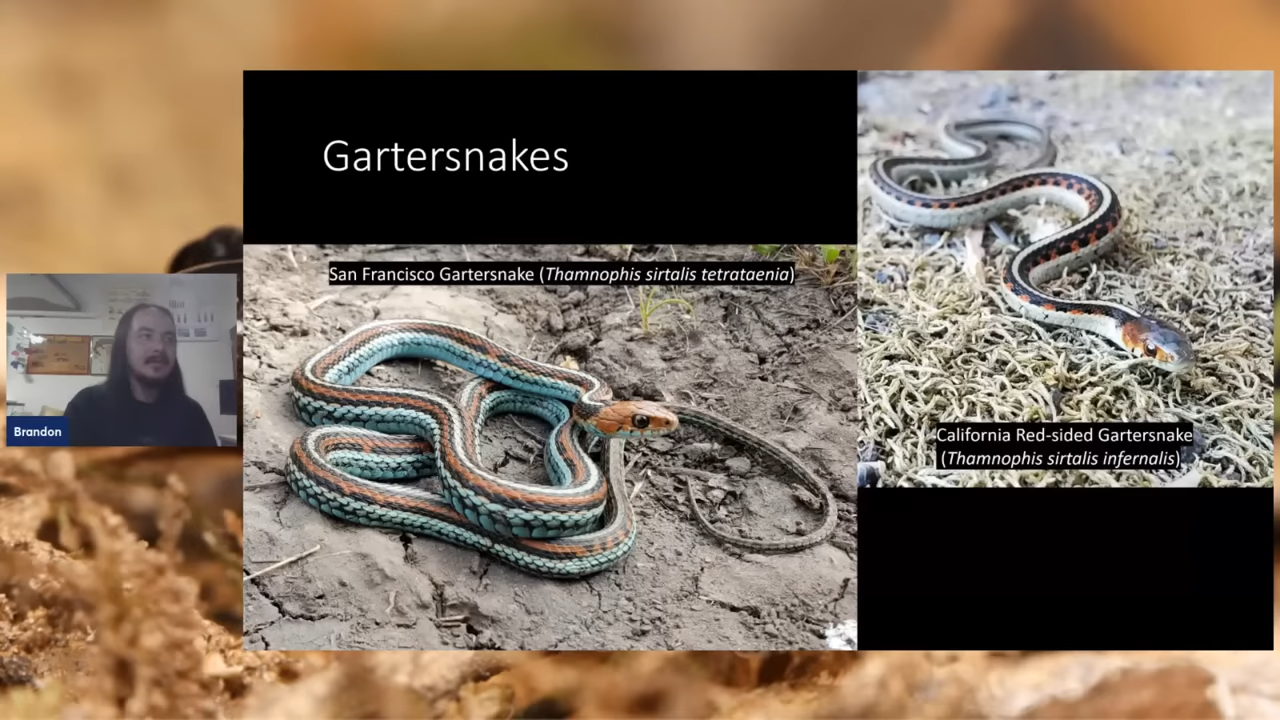 Gartersnakes
San Francisco Gartersnake (Thamnophis sirtalis tetrataenia)
California Red-sided Gartersnake
(Thamnophis sirtalis infernalis)
Brandon